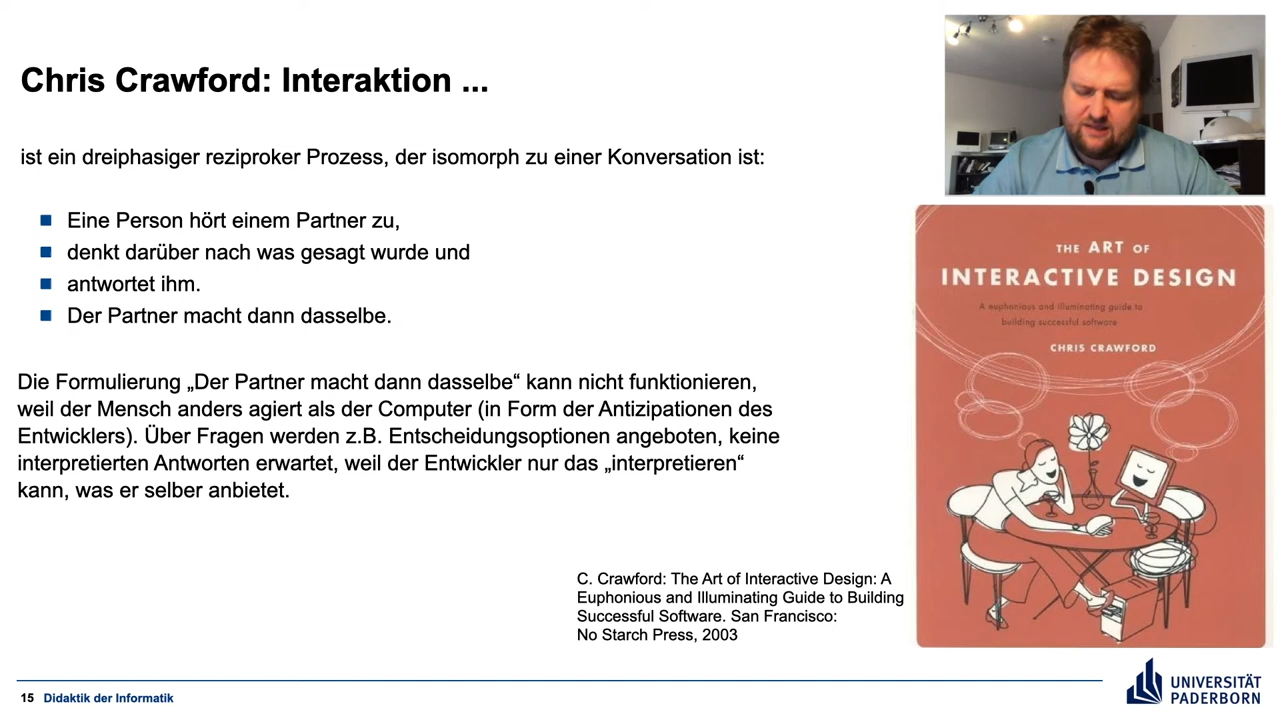 Chris Crawford: Interaktion ...
ist ein dreiphasiger reziproker Prozess, der isomorph zu einer Konversation ist:
Eine Person hört einem Partner zu,
denkt darüber nach was gesagt wurde und
antwortet ihm.
Der Partner macht dann dasselbe.
Die Formulierung „Der Partner macht dann dasselbe“ kann nicht funktionieren,
weil der Mensch anders agiert als der Computer (in Form der Antizipationen des
Entwicklers). Über Fragen werden z.B. Entscheidungsoptionen angeboten, keine
interpretierten Antworten erwartet, weil der Entwickler nur das „interpretieren“
kann, was er selber anbietet.
THE ART OF
INTERACTIVE DESIGN
A euphonious and illuminating guide to
building successful software
CHRIS CRAWFORD
C. Crawford: The Art of Interactive Design: A
Euphonious and Illuminating Guide to Building
Successful Software. San Francisco:
No Starch Press, 2003
15 Didaktik der Informatik
UNIVERSITÄT
PADERBORN